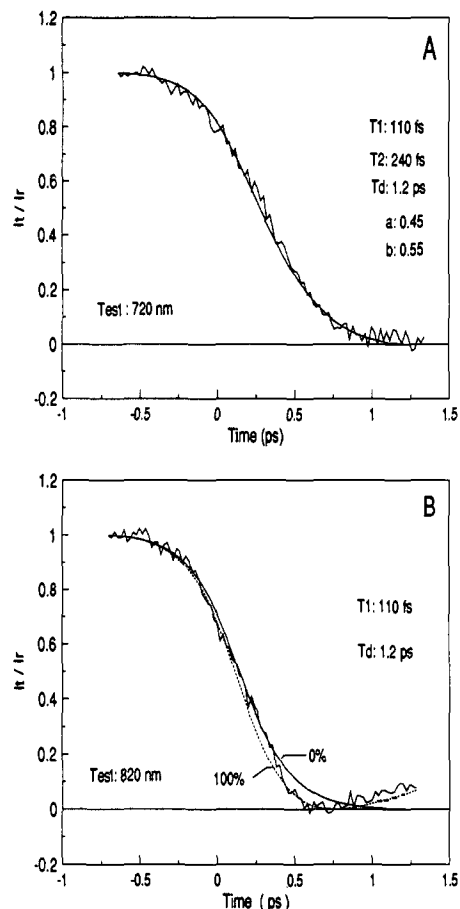 A
1.2
1
0.8
0.6
0.4
0.2
0
-0.2
It / Ir
T1: 110 fs
T2: 240 fs
Td: 1.2 ps
a: 0.45
b: 0.55
Test : 720 nm
-1 -0.5 0 0.5 1 1.5
Time (ps)
B
1.2
1
0.8
0.6
0.4
0.2
0
-0.2
It / Ir
T1: 110 fs
Td: 1.2 ps
0%
100%
Test: 820 nm
-1 -0.5 0 0.5 1 1.5
Time ( ps )